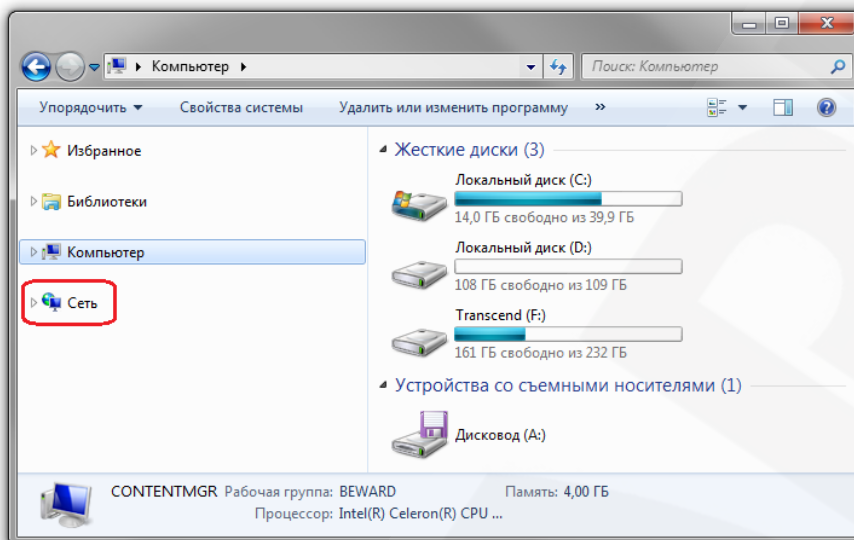 Компьютер
Поиск: Компьютер
Упорядочить Свойства системы Удалить или изменить программу »
Избранное
Библиотеки
Компьютер
Сеть
Жесткие диски (3)
Локальный диск (C:)
14,0 ГБ свободно из 39,9 ГБ
Локальный диск (D:)
108 ГБ свободно из 109 ГБ
Transcend (F:)
161 ГБ свободно из 232 ГБ
Устройства со съемными носителями (1)
Дисковод (A:)
CONTENTMGR Рабочая группа: BEWARD Память: 4,00 ГБ
Процессор: Intel(R) Celeron(R) CPU ...